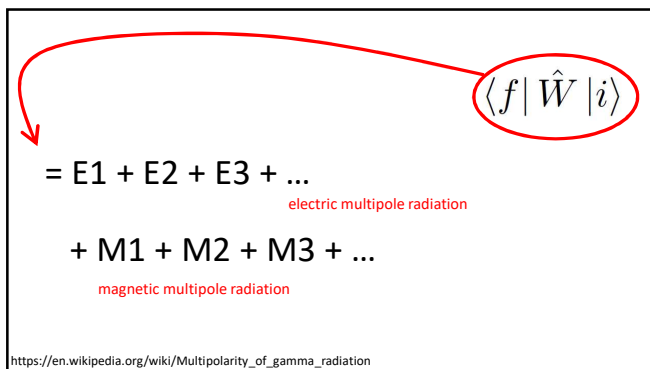 ⟨f| Ŵ |i⟩
= E1 + E2 + E3 + …
electric multipole radiation
+ M1 + M2 + M3 + …
magnetic multipole radiation
https://en.wikipedia.org/wiki/Multipolarity_of_gamma_radiation